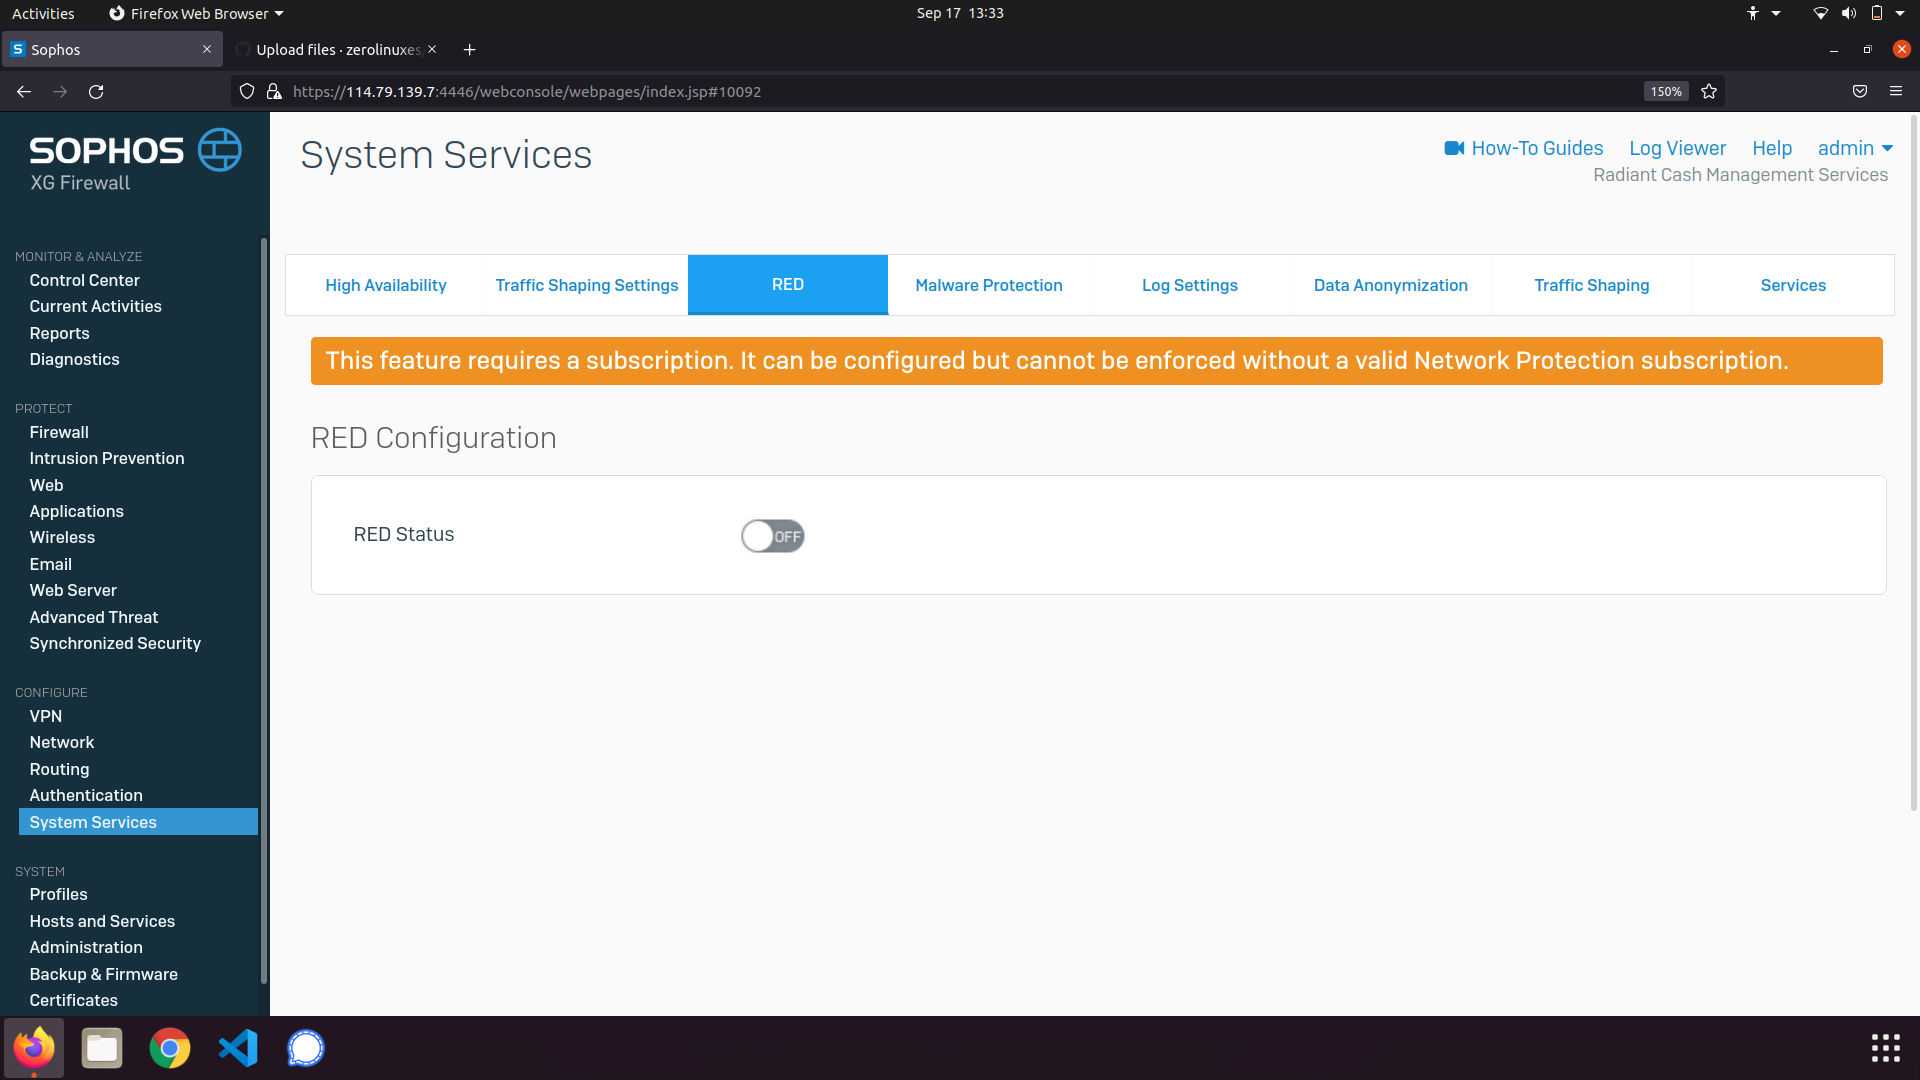 Activities
Firefox Web Browser
Sep 17 13:33
Sophos
Upload files · zerolinuxes/
https://114.79.139.7:4446/webconsole/webpages/index.jsp#10092
150%
SOPHOS
XG Firewall
System Services
How-To Guides
Log Viewer
Help
admin
Radiant Cash Management Services
MONITOR & ANALYZE
Control Center
Current Activities
Reports
Diagnostics
PROTECT
Firewall
Intrusion Prevention
Web
Applications
Wireless
Email
Web Server
Advanced Threat
Synchronized Security
CONFIGURE
VPN
Network
Routing
Authentication
System Services
SYSTEM
Profiles
Hosts and Services
Administration
Backup & Firmware
Certificates
High Availability
Traffic Shaping Settings
RED
Malware Protection
Log Settings
Data Anonymization
Traffic Shaping
Services
This feature requires a subscription. It can be configured but cannot be enforced without a valid Network Protection subscription.
RED Configuration
RED Status
OFF